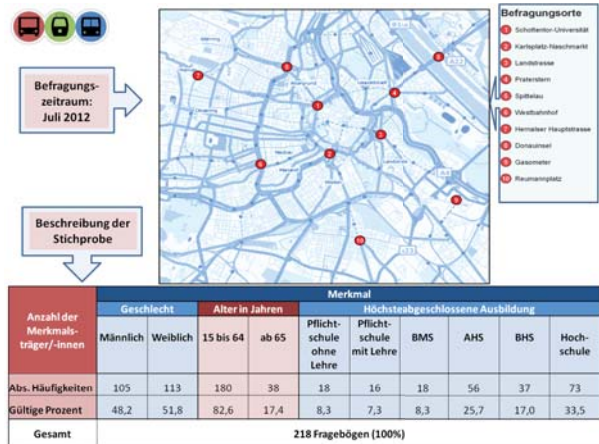 Befragungsorte
1 Schottentor-Universität
2 Karlsplatz-Naschmarkt
3 Landstrasse
4 Praterstern
5 Spittelau
6 Westbahnhof
7 Hernalser Hauptstrasse
8 Donauinsel
9 Gasometer
10 Reumannplatz
Befragungs-
zeitraum:
Juli 2012
Beschreibung der
Stichprobe
Anzahl der
Merkmals-
träger/-innen
Merkmal
Geschlecht Alter in Jahren Höchsteabgeschlossene Ausbildung
Männlich Weiblich 15 bis 64 ab 65 Pflicht-
schule
ohne
Lehre Pflicht-
schule
mit Lehre BMS AHS BHS Hoch-
schule
Abs. Häufigkeiten 105 113 180 38 18 16 18 56 37 73
Gültige Prozent 48,2 51,8 82,6 17,4 8,3 7,3 8,3 25,7 17,0 33,5
Gesamt 218 Fragebögen (100%)